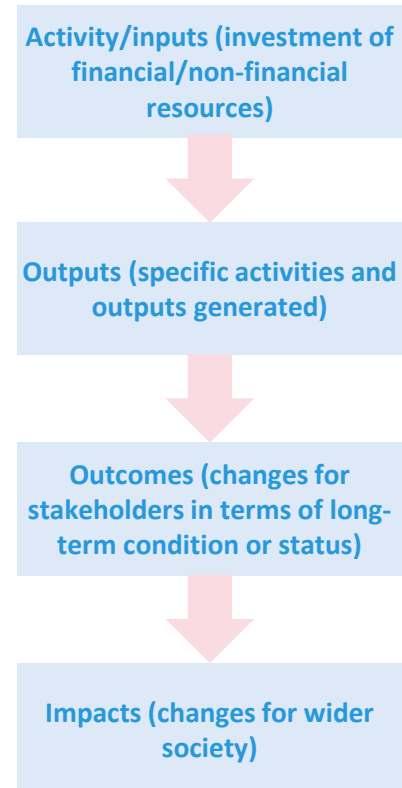 Activity/inputs (investment of
financial/non-financial
resources)
Outputs (specific activities and
outputs generated)
Outcomes (changes for
stakeholders in terms of long-
term condition or status)
Impacts (changes for wider
society)